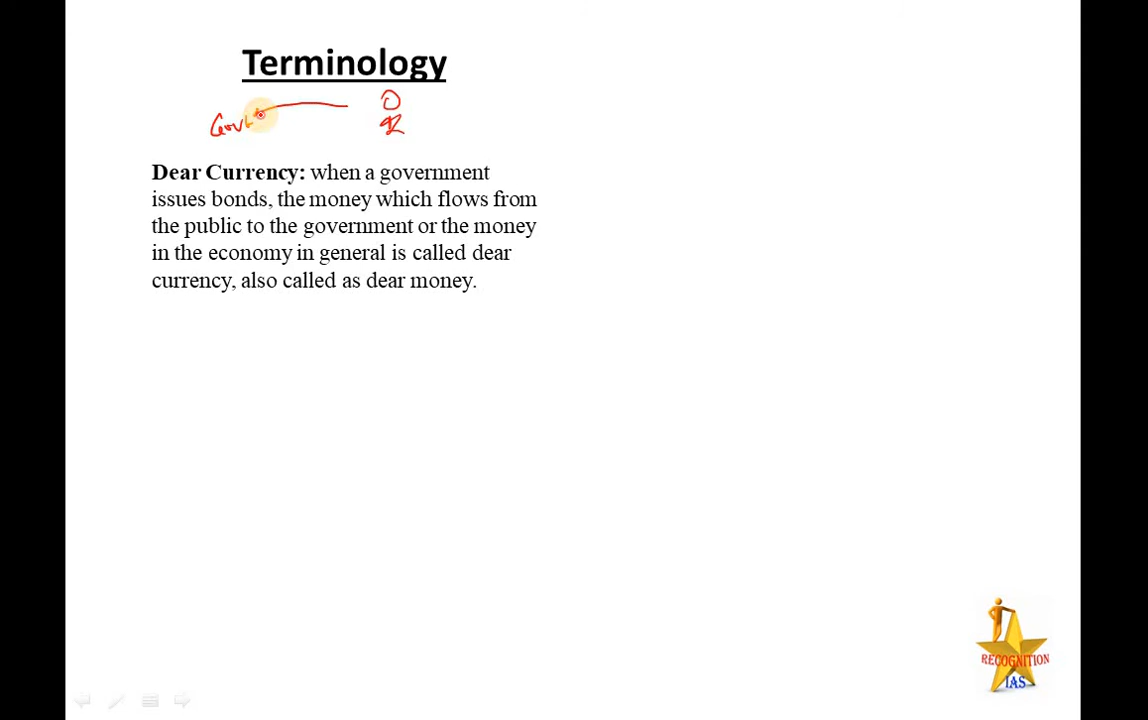 Terminology
Govt
Dear Currency: when a government
issues bonds, the money which flows from
the public to the government or the money
in the economy in general is called dear
currency, also called as dear money.
RECOGNITION
IAS